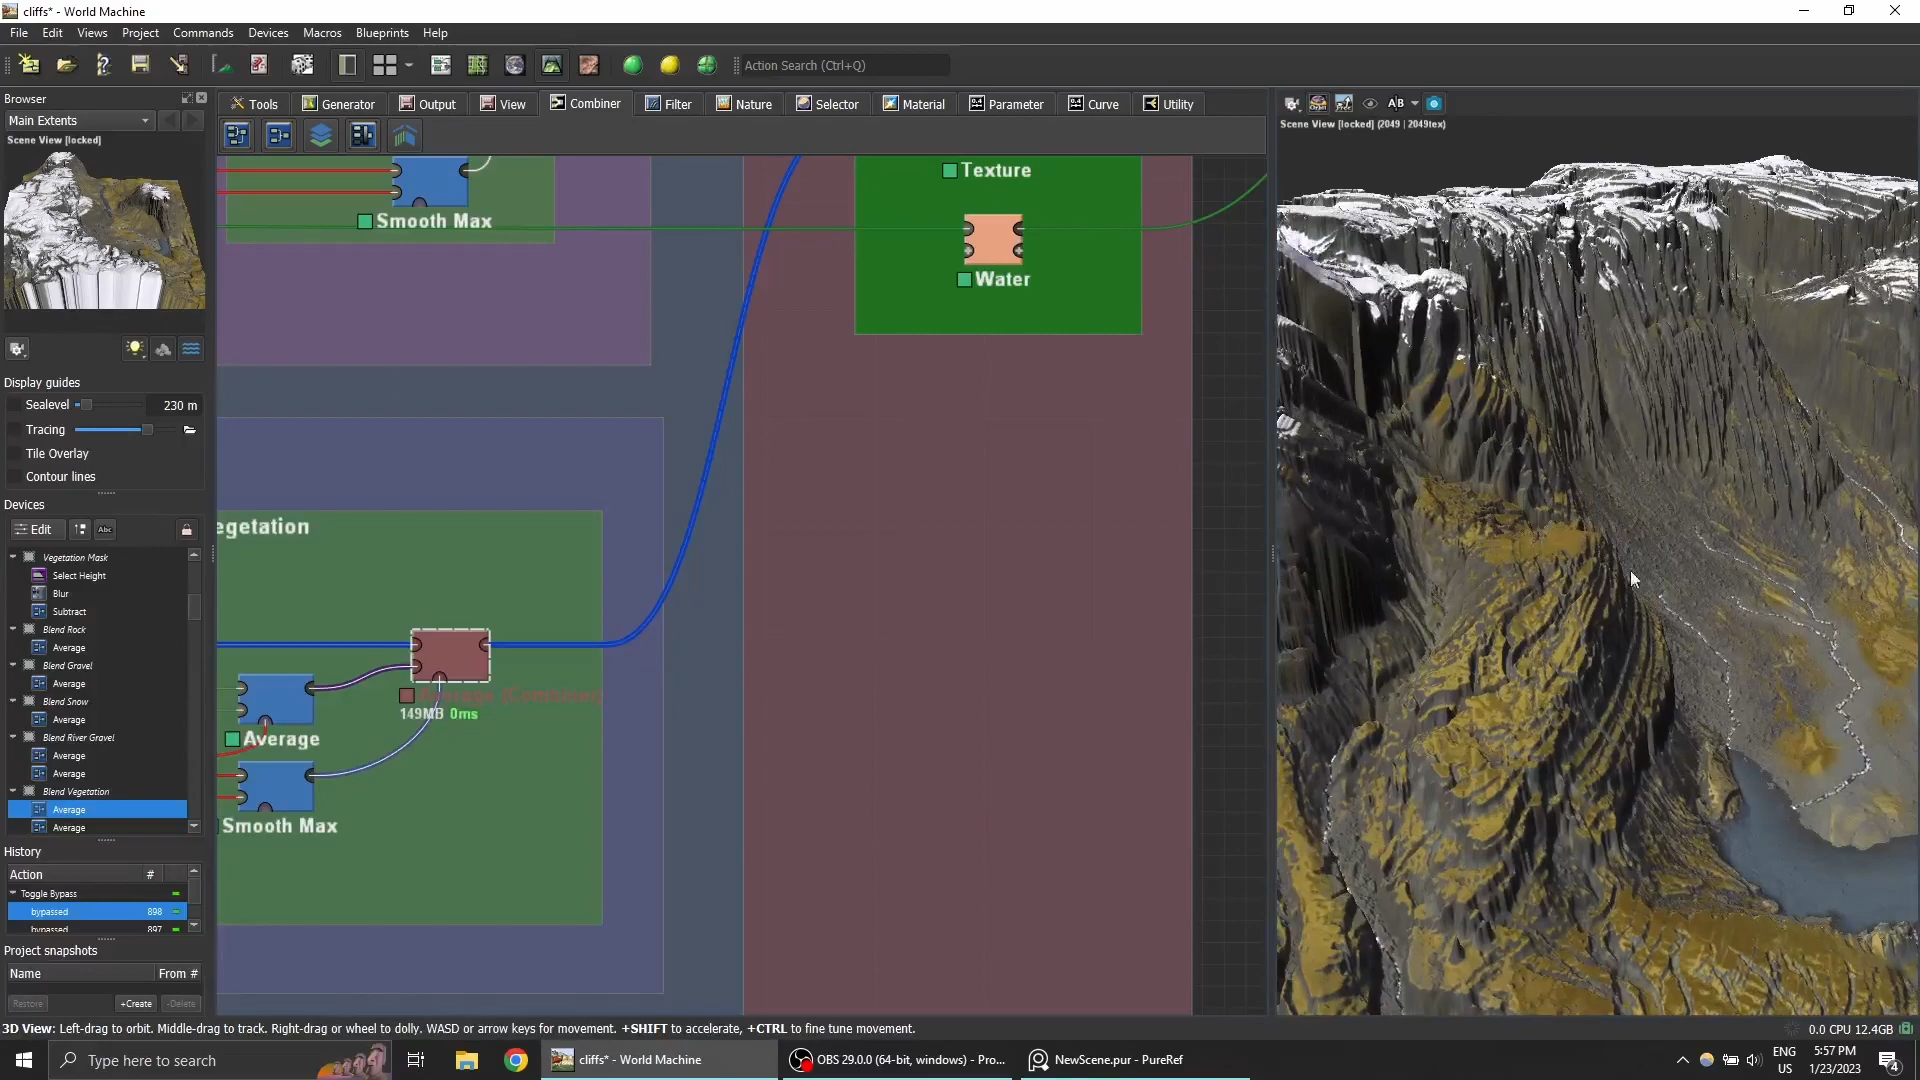 cliffs* - World Machine
File Edit Views Project Commands Devices Macros Blueprints Help
Action Search (Ctrl+Q)
Browser
Main Extents
Scene View [locked]
Tools Generator Output View Combiner Filter Nature Selector Material Parameter Curve Utility
AB
Scene View [locked] (2049 | 2049tex)
Display guides
Sealevel 230 m
Tracing
Tile Overlay
Contour lines
Devices
Edit Abc
Vegetation Mask
Select Height
Blur
Subtract
Blend Rock
Average
Blend Gravel
Average
Blend Snow
Average
Blend River Gravel
Average
Average
Blend Vegetation
Average
Average
History
Action #
Toggle Bypass
bypassed 898
bypassed 897
Project snapshots
Name From #
Restore +Create -Delete
Smooth Max
Texture
Water
egetation
Average (Combiner)
149MB 0ms
Average
Smooth Max
3D View: Left-drag to orbit. Middle-drag to track. Right-drag or wheel to dolly. WASD or arrow keys for movement. +SHIFT to accelerate, +CTRL to fine tune movement.
0.0 CPU 12.4GB
Type here to search
cliffs* - World Machine
OBS 29.0.0 (64-bit, windows) - Pro...
NewScene.pur - PureRef
ENG
US
5:57 PM
1/23/2023
4